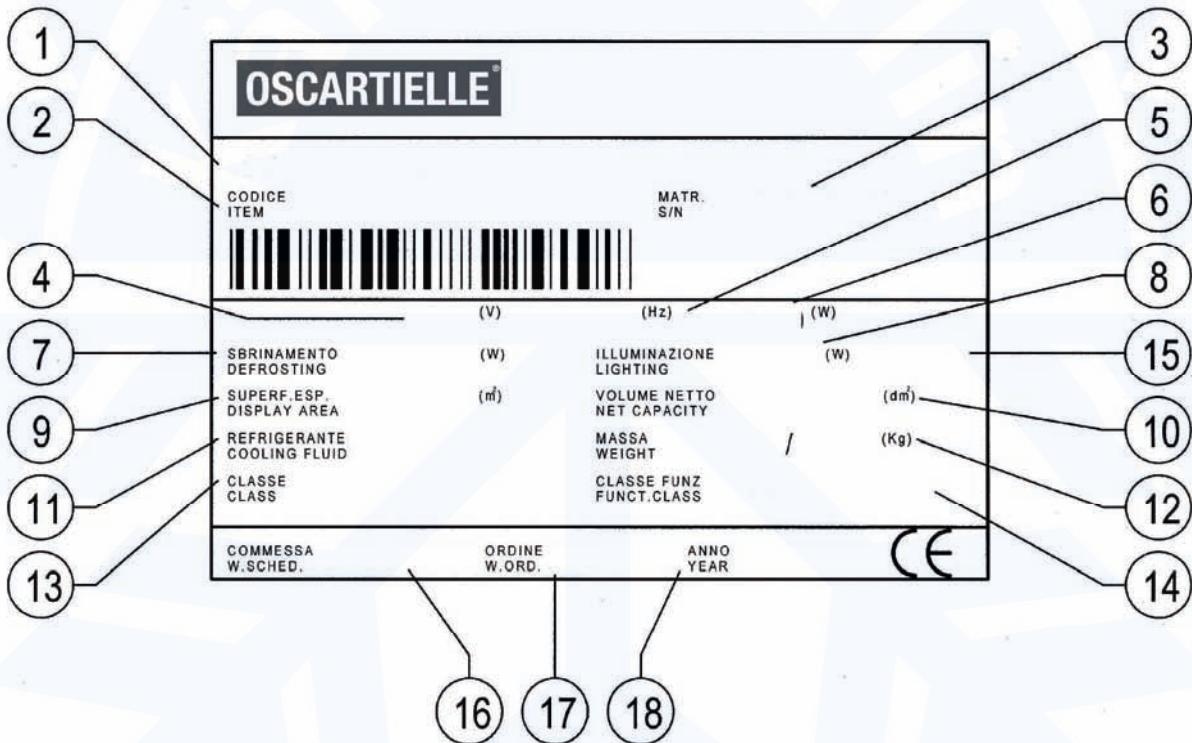 1
3
OSCARTIELLE®
5
2
CODICE
ITEM
MATR.
S/N
6
4
8
(V) (Hz) (W)
7
SBRINAMENTO (W) ILLUMINAZIONE (W)
DEFROSTING LIGHTING
15
9
SUPERF.ESP. (m²) VOLUME NETTO (dm²)
DISPLAY AREA NET CAPACITY
10
11
REFRIGERANTE MASSA / (Kg)
COOLING FLUID WEIGHT
12
13
CLASSE CLASSE FUNZ
CLASS FUNCT.CLASS
14
COMMESSA ORDINE ANNO CE
W.SCHED. W.ORD. YEAR
16 17 18